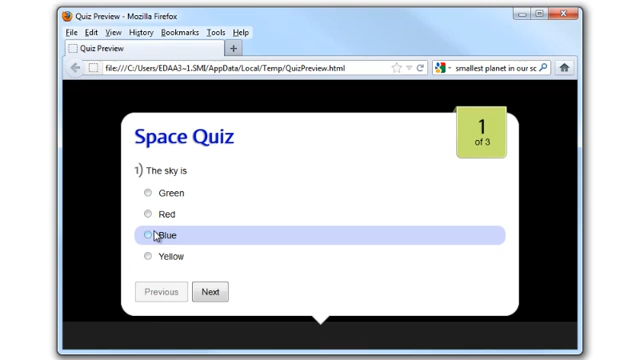 Quiz Preview - Mozilla Firefox
File Edit View History Bookmarks Tools Help
Quiz Preview +
file:///C:/Users/EDAA3~1.SMI/AppData/Local/Temp/QuizPreview.html smallest planet in our sc
Space Quiz
1
of 3
1) The sky is
Green
Red
Blue
Yellow
Previous Next